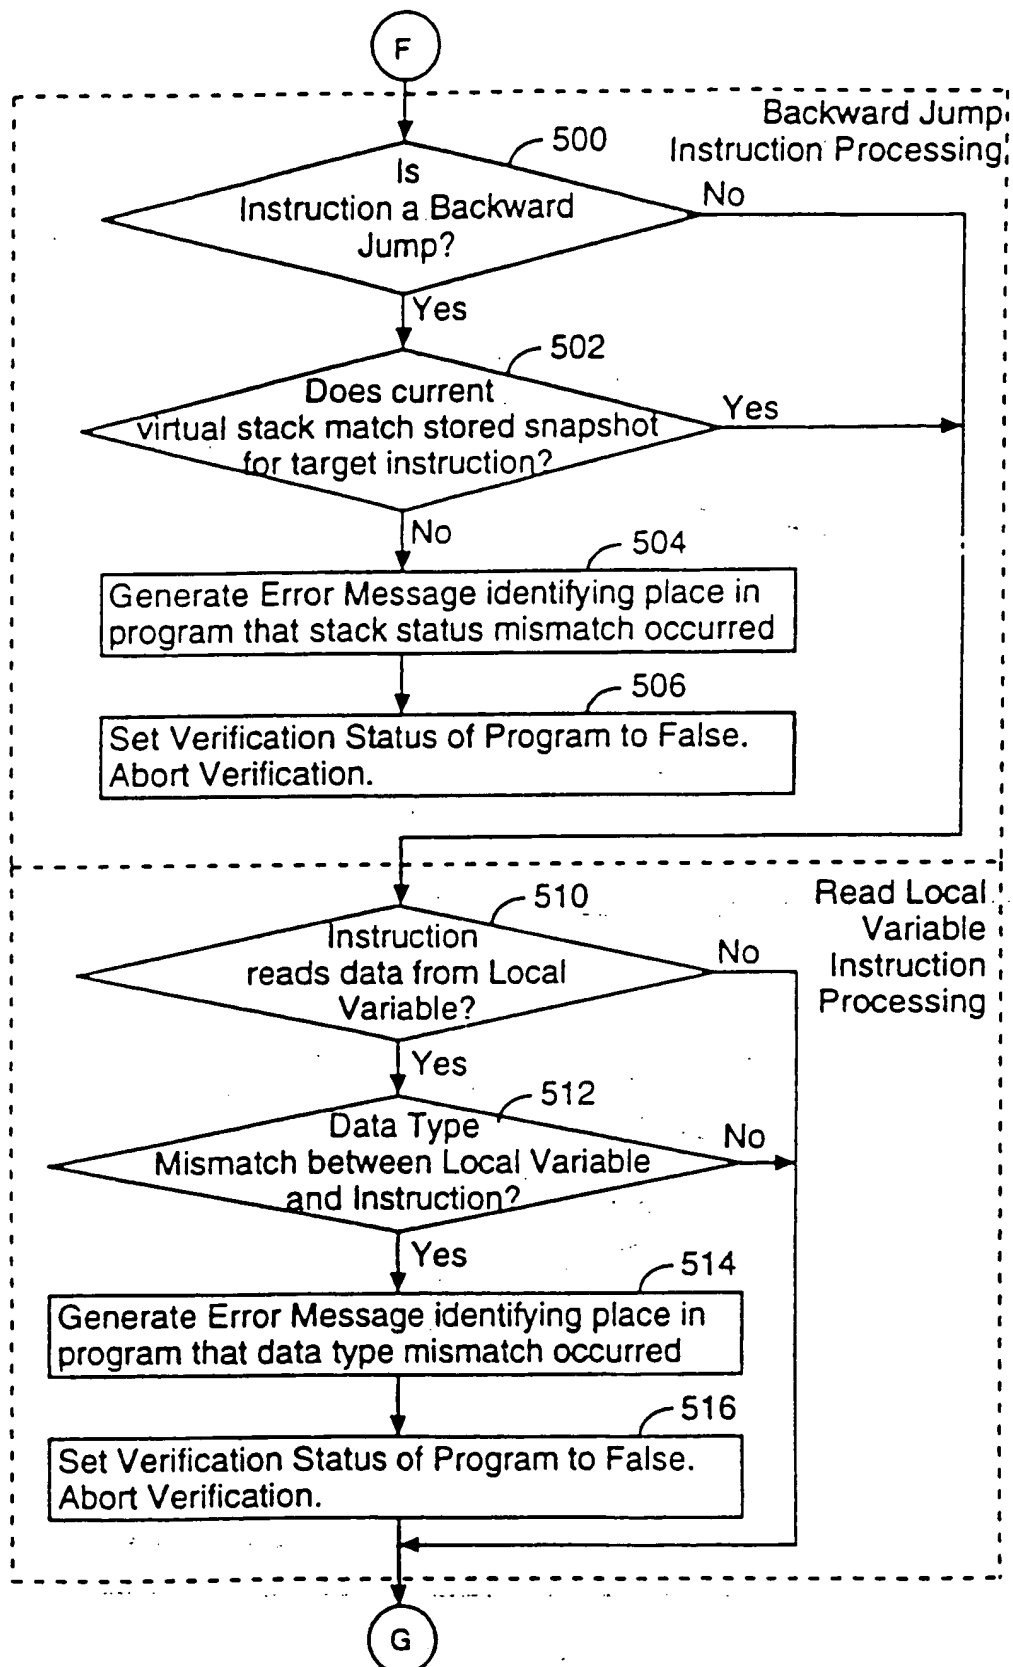 F
Backward Jump
Instruction Processing
500
Is
Instruction a Backward
Jump?
No
Yes
502
Does current
virtual stack match stored snapshot
for target instruction?
Yes
No
504
Generate Error Message identifying place in
program that stack status mismatch occurred
506
Set Verification Status of Program to False.
Abort Verification.
Read Local
Variable
Instruction
Processing
510
Instruction
reads data from Local
Variable?
No
Yes
512
Data Type
Mismatch between Local Variable
and Instruction?
No
Yes
514
Generate Error Message identifying place in
program that data type mismatch occurred
516
Set Verification Status of Program to False.
Abort Verification.
G